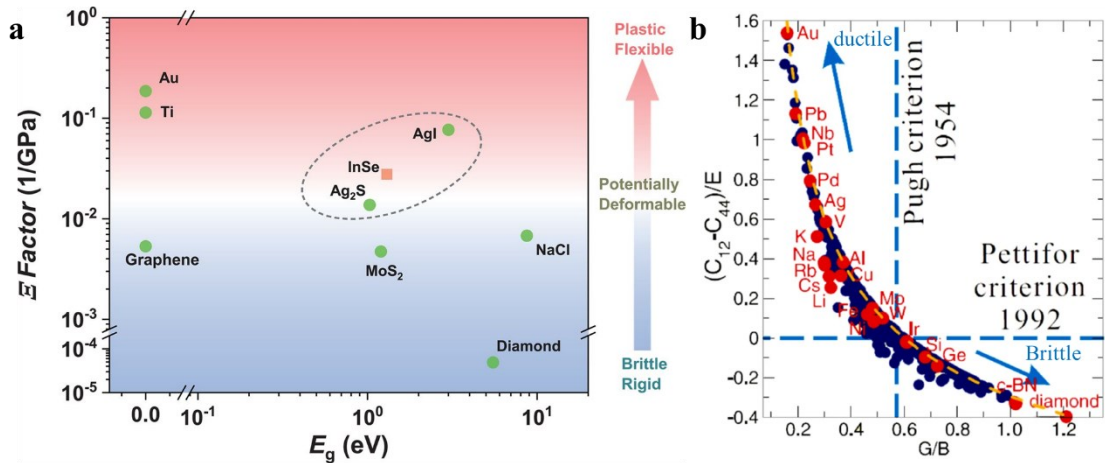 a
Ξ Factor (1/GPa)
10⁰
10⁻¹
10⁻²
10⁻³
10⁻⁴
10⁻⁵
Au
Ti
AgI
InSe
Ag₂S
Graphene
MoS₂
NaCl
Diamond
0.0 10⁻¹ 10⁰ 10¹
E_g (eV)
Plastic
Flexible
Potentially
Deformable
Brittle
Rigid
b
(C₁₂-C₄₄)/E
1.6
1.4
1.2
1
0.8
0.6
0.4
0.2
0
-0.2
-0.4
Au
ductile
Pugh criterion
1954
Pb
Nb
Pt
Pd
Ag
V
K
Na
Al
Rb
Cu
Cs
Li
Pettifor
criterion
1992
Mo
W
Ir
Si
Ge
Brittle
c-BN
diamond
0.2 0.4 0.6 0.8 1.0 1.2
G/B